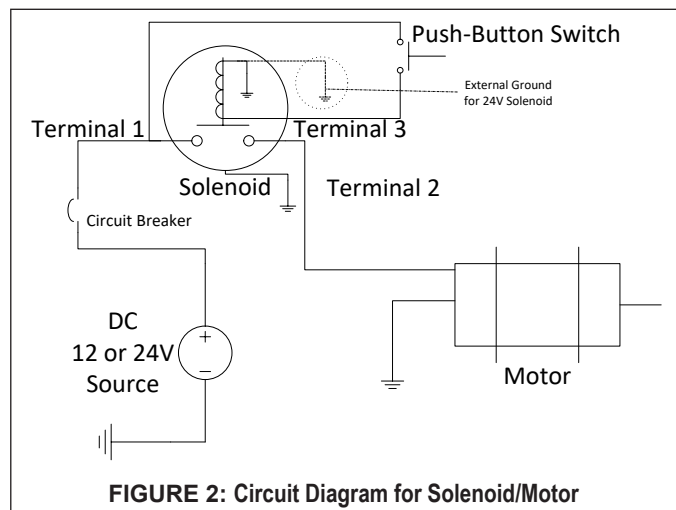 Push-Button Switch
External Ground
for 24V Solenoid
Terminal 1
Terminal 3
Solenoid
Terminal 2
Circuit Breaker
DC
12 or 24V
Source
+
−
Motor
FIGURE 2: Circuit Diagram for Solenoid/Motor